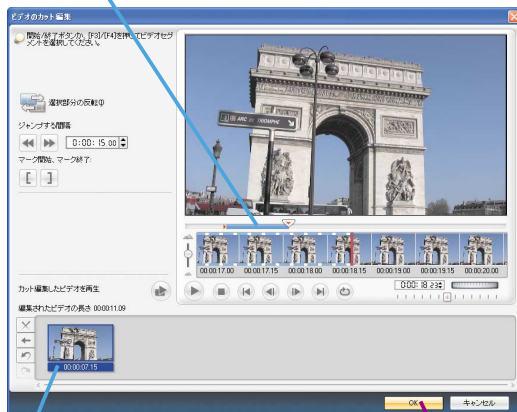 ビデオのカット編集
開始/終了ボタンか、[F3]/[F4]を押してビデオセグメントを選択してください。
選択部分の反転(I)
ジャンプする間隔
0:00:15.00
マーク開始、マーク終了:
[ ]
ARC DE TRIOMPHE
00:00:17.00 00:00:17.15 00:00:18.00 00:00:18.15 00:00:19.00 00:00:19.15 00:00:20.00
カット編集したビデオを再生
0:00:18.23
編集されたビデオの長さ 000011.09
00:00:07.15
OK キャンセル